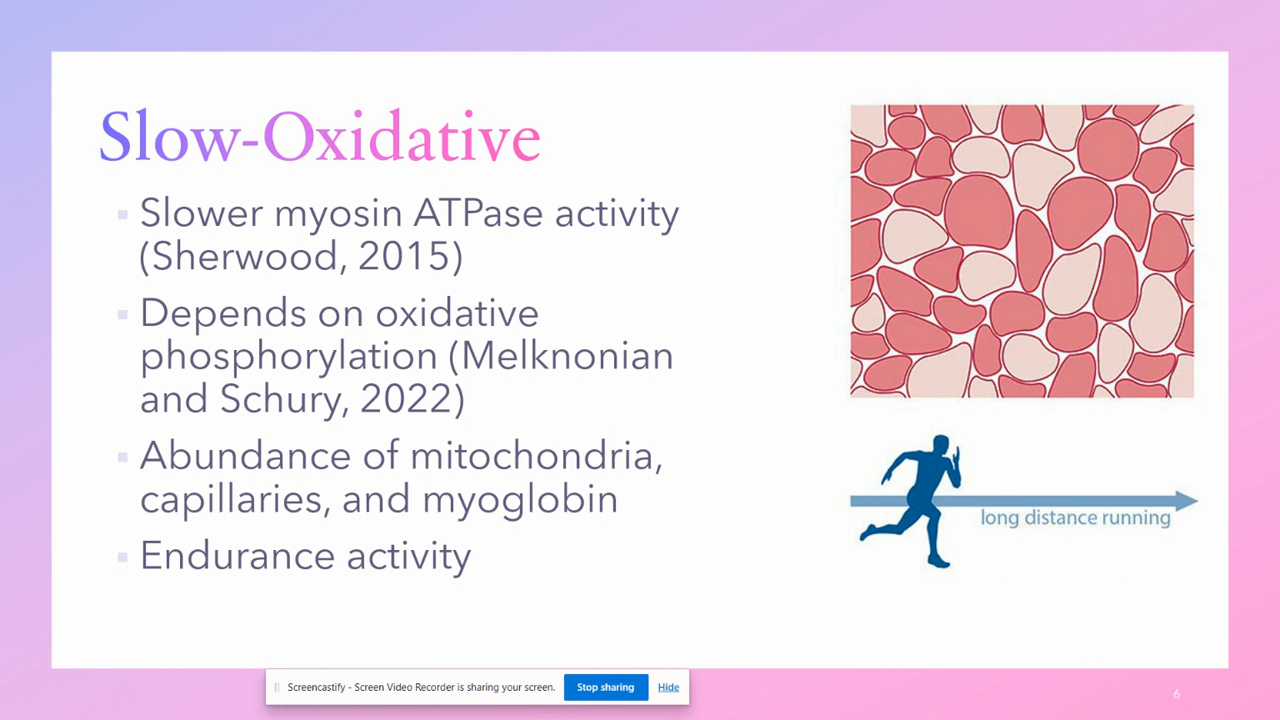 Slow-Oxidative
Slower myosin ATPase activity
(Sherwood, 2015)
Depends on oxidative
phosphorylation (Melknonian
and Schury, 2022)
Abundance of mitochondria,
capillaries, and myoglobin
Endurance activity
long distance running
Screencastify - Screen Video Recorder is sharing your screen. Stop sharing Hide
6